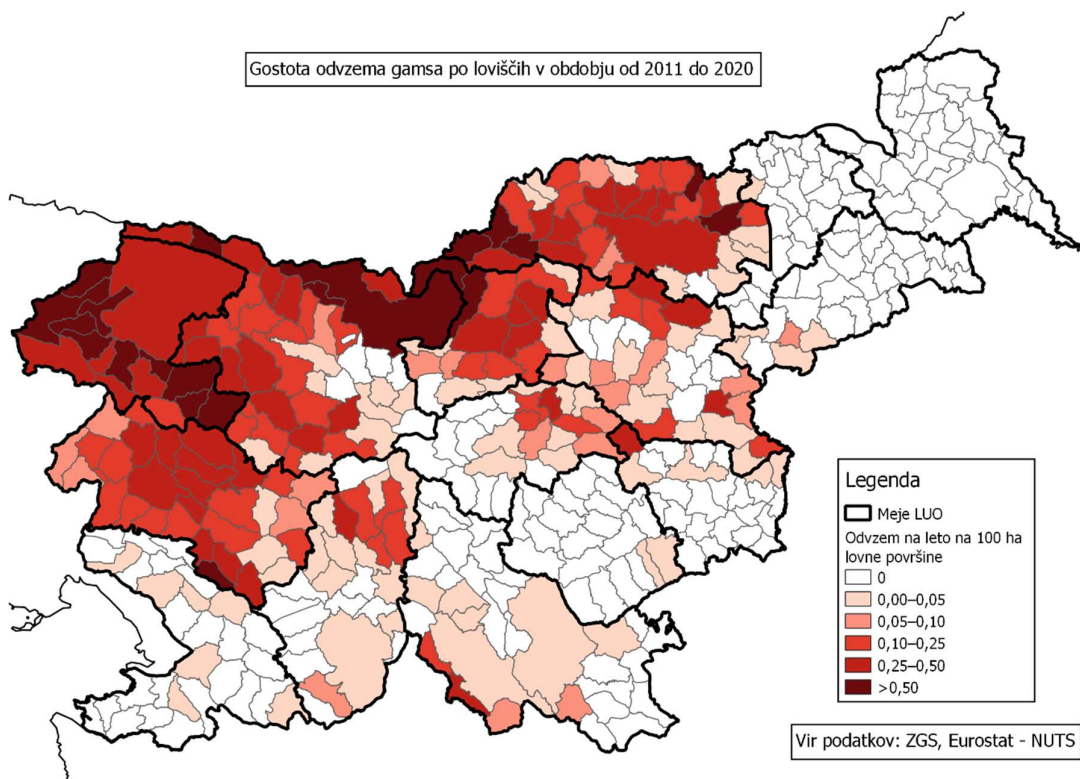 Gostota odvzema gamsa po loviščih v obdobju od 2011 do 2020
Legenda
Meje LUO
Odvzem na leto na 100 ha
lovne površine
0
0,00–0,05
0,05–0,10
0,10–0,25
0,25–0,50
>0,50
Vir podatkov: ZGS, Eurostat - NUTS